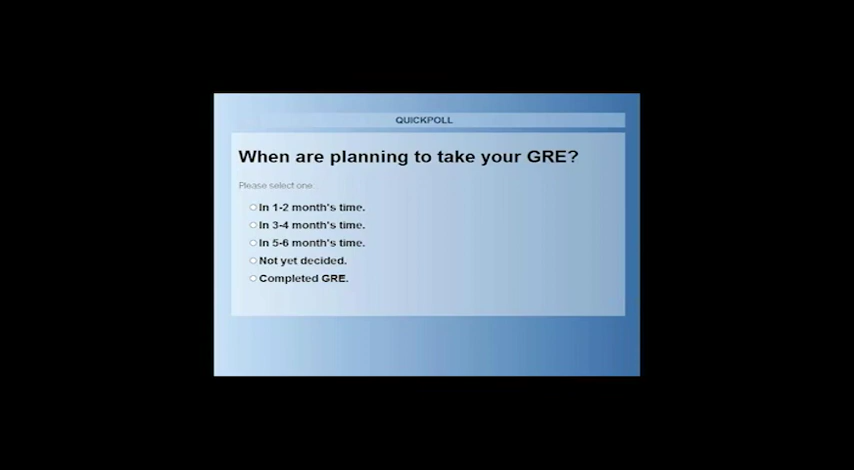 QUICKPOLL
When are planning to take your GRE?
Please select one.
In 1-2 month's time.
In 3-4 month's time.
In 5-6 month's time.
Not yet decided.
Completed GRE.